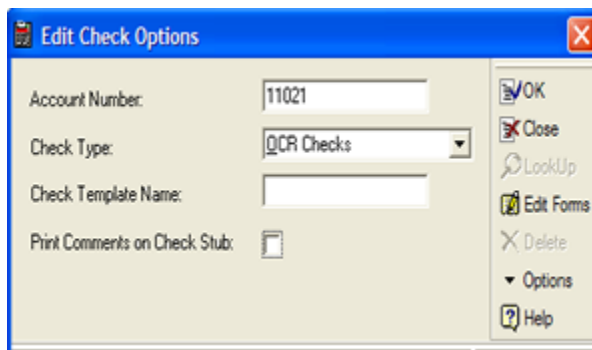 Edit Check Options
Account Number: 11021
Check Type: OCR Checks
Check Template Name:
Print Comments on Check Stub:
OK
Close
LookUp
Edit Forms
Delete
Options
Help